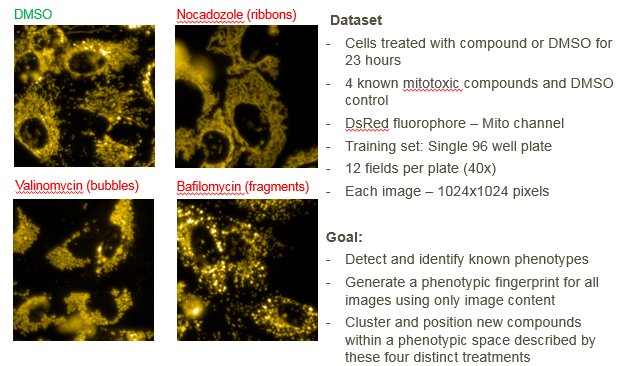 DMSO
Nocadozole (ribbons)
Valinomycin (bubbles)
Bafilomycin (fragments)
Dataset
- Cells treated with compound or DMSO for
23 hours
- 4 known mitotoxic compounds and DMSO
control
- DsRed fluorophore – Mito channel
- Training set: Single 96 well plate
- 12 fields per plate (40x)
- Each image – 1024x1024 pixels
Goal:
- Detect and identify known phenotypes
- Generate a phenotypic fingerprint for all
images using only image content
- Cluster and position new compounds
within a phenotypic space described by
these four distinct treatments